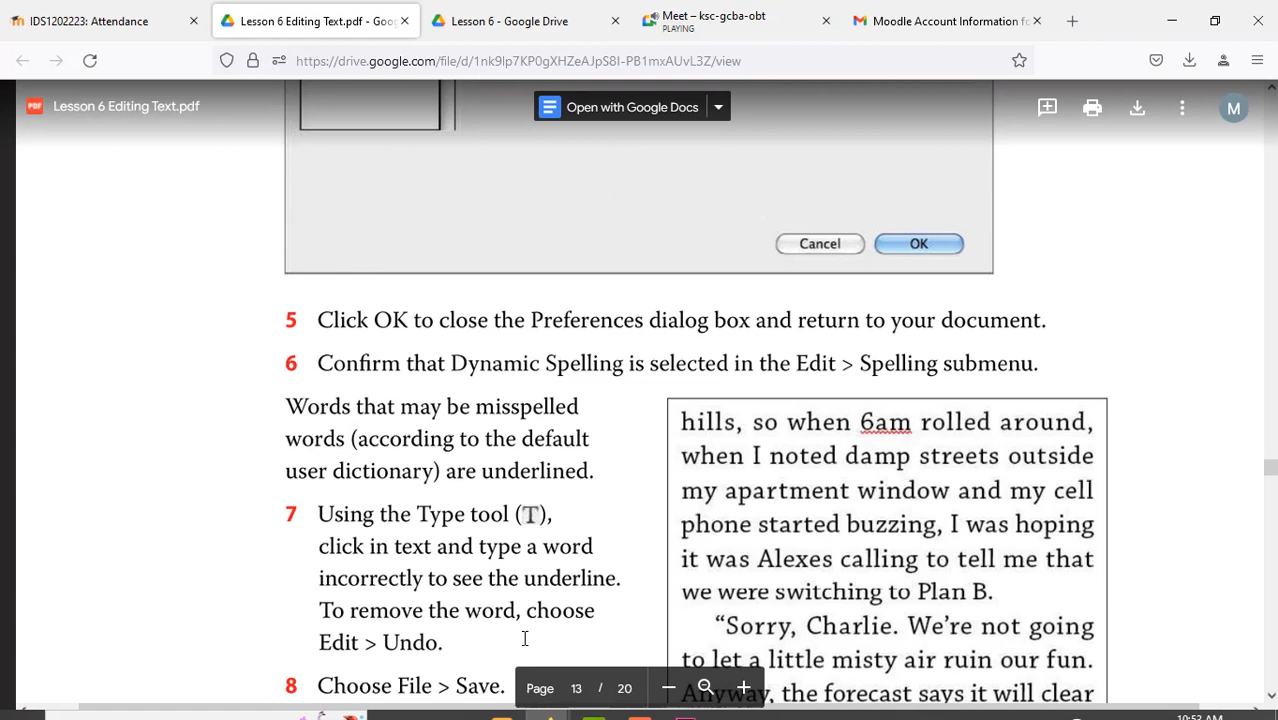 IDS1202223: Attendance
Lesson 6 Editing Text.pdf - Goo
Lesson 6 - Google Drive
Meet – ksc-gcba-obt
PLAYING
Moodle Account Information fo
https://drive.google.com/file/d/1nk9Ip7KP0gXHZeAJpS8I-PB1mxAUvL3Z/view
PDF
Lesson 6 Editing Text.pdf
Open with Google Docs
M
Cancel
OK
5 Click OK to close the Preferences dialog box and return to your document.
6 Confirm that Dynamic Spelling is selected in the Edit > Spelling submenu.
Words that may be misspelled
words (according to the default
user dictionary) are underlined.
7 Using the Type tool (T),
click in text and type a word
incorrectly to see the underline.
To remove the word, choose
Edit > Undo.
8 Choose File > Save.
hills, so when 6am rolled around,
when I noted damp streets outside
my apartment window and my cell
phone started buzzing, I was hoping
it was Alexes calling to tell me that
we were switching to Plan B.
“Sorry, Charlie. We’re not going
to let a little misty air ruin our fun.
Anyway, the forecast says it will clear
Page 13 / 20